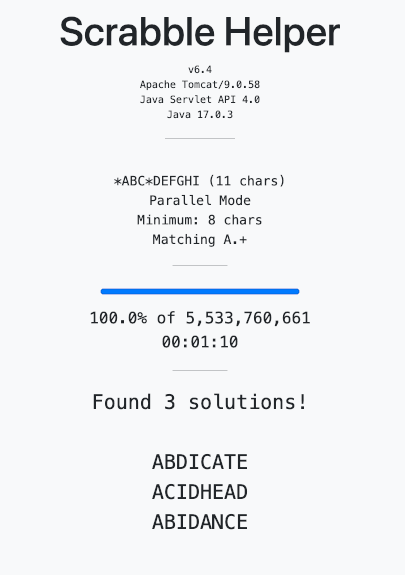 Scrabble Helper
v6.4
Apache Tomcat/9.0.58
Java Servlet API 4.0
Java 17.0.3
*ABC*DEFGHI (11 chars)
Parallel Mode
Minimum: 8 chars
Matching A.+
100.0% of 5,533,760,661
00:01:10
Found 3 solutions!
ABDICATE
ACIDHEAD
ABIDANCE